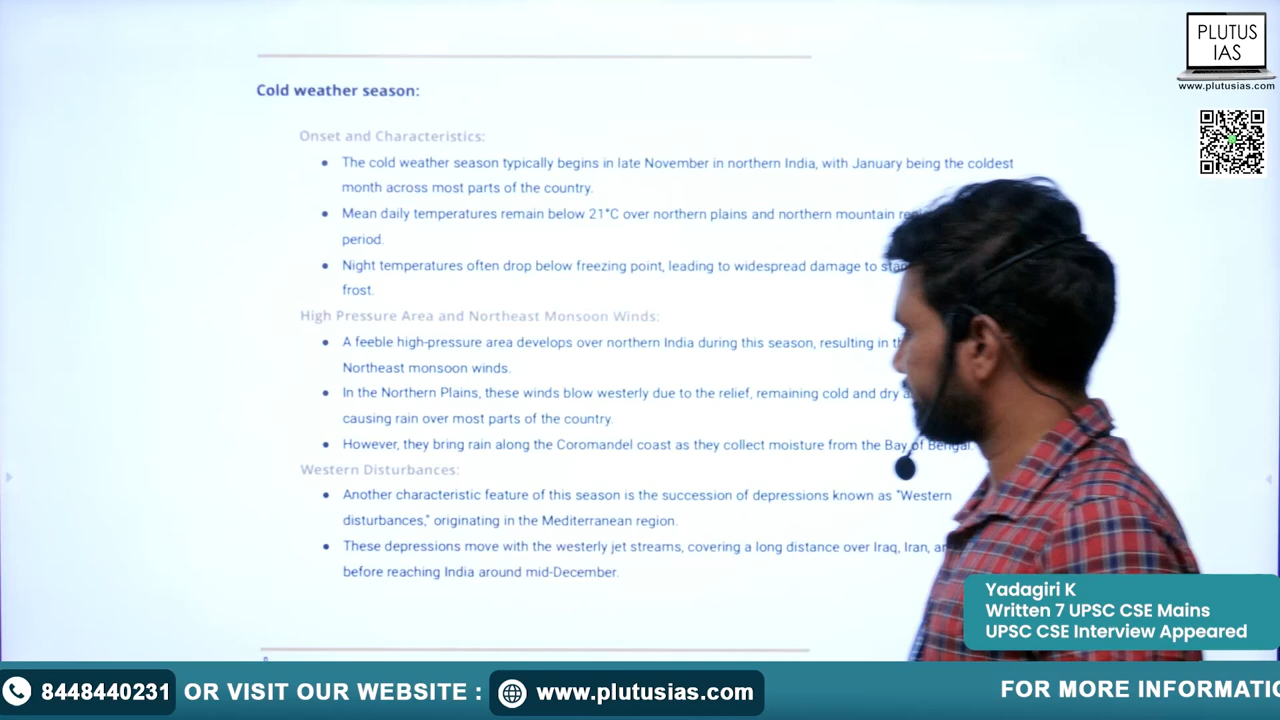 PLUTUS
IAS
www.plutusias.com
Cold weather season:
Onset and Characteristics:
• The cold weather season typically begins in late November in northern India, with January being the coldest
month across most parts of the country.
• Mean daily temperatures remain below 21°C over northern plains and northern mountain
period.
• Night temperatures often drop below freezing point, leading to widespread damage to
frost.
High Pressure Area and Northeast Monsoon Winds:
• A feeble high-pressure area develops over northern India during this season, resulting in
Northeast monsoon winds.
• In the Northern Plains, these winds blow westerly due to the relief, remaining cold and dry
causing rain over most parts of the country.
• However, they bring rain along the Coromandel coast as they collect moisture from the Bay of Bengal.
Western Disturbances:
• Another characteristic feature of this season is the succession of depressions known as "Western
disturbances," originating in the Mediterranean region.
• These depressions move with the westerly jet streams, covering a long distance over Iraq, Iran,
before reaching India around mid-December.
Yadagiri K
Written 7 UPSC CSE Mains
UPSC CSE Interview Appeared
8448440231 OR VISIT OUR WEBSITE : www.plutusias.com FOR MORE